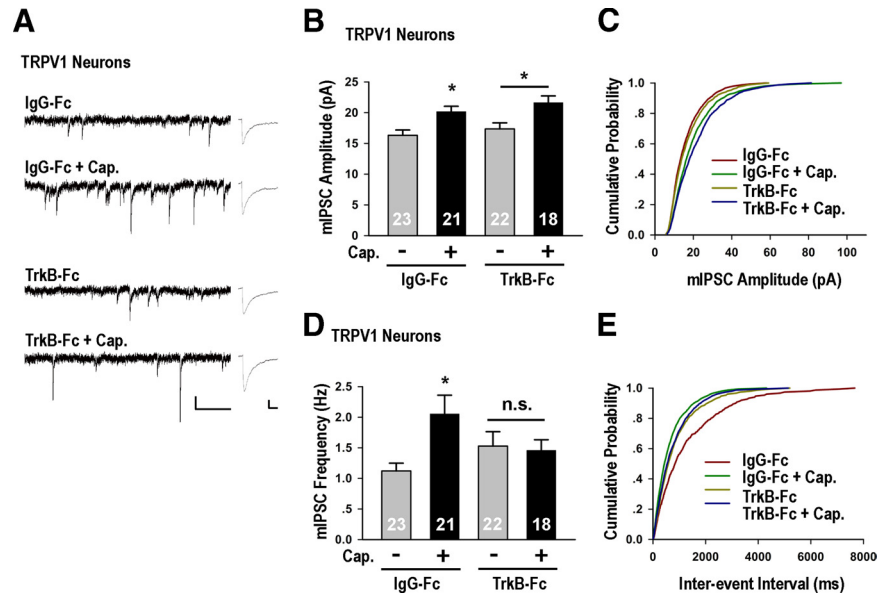 A
TRPV1 Neurons
IgG-Fc
IgG-Fc + Cap.
TrkB-Fc
TrkB-Fc + Cap.
B
TRPV1 Neurons
mIPSC Amplitude (pA)
25
20
15
10
5
0
*
*
23
21
22
18
Cap.
-
+
-
+
IgG-Fc
TrkB-Fc
C
Cumulative Probability
1.0
.8
.6
.4
.2
0.0
IgG-Fc
IgG-Fc + Cap.
TrkB-Fc
TrkB-Fc + Cap.
0
20
40
60
80
100
mIPSC Amplitude (pA)
D
TRPV1 Neurons
mIPSC Frequency (Hz)
2.5
2.0
1.5
1.0
.5
0.0
*
n.s.
23
21
22
18
Cap.
-
+
-
+
IgG-Fc
TrkB-Fc
E
Cumulative Probability
1.0
.8
.6
.4
.2
0.0
IgG-Fc
IgG-Fc + Cap.
TrkB-Fc
TrkB-Fc + Cap.
0
2000
4000
6000
8000
Inter-event Interval (ms)